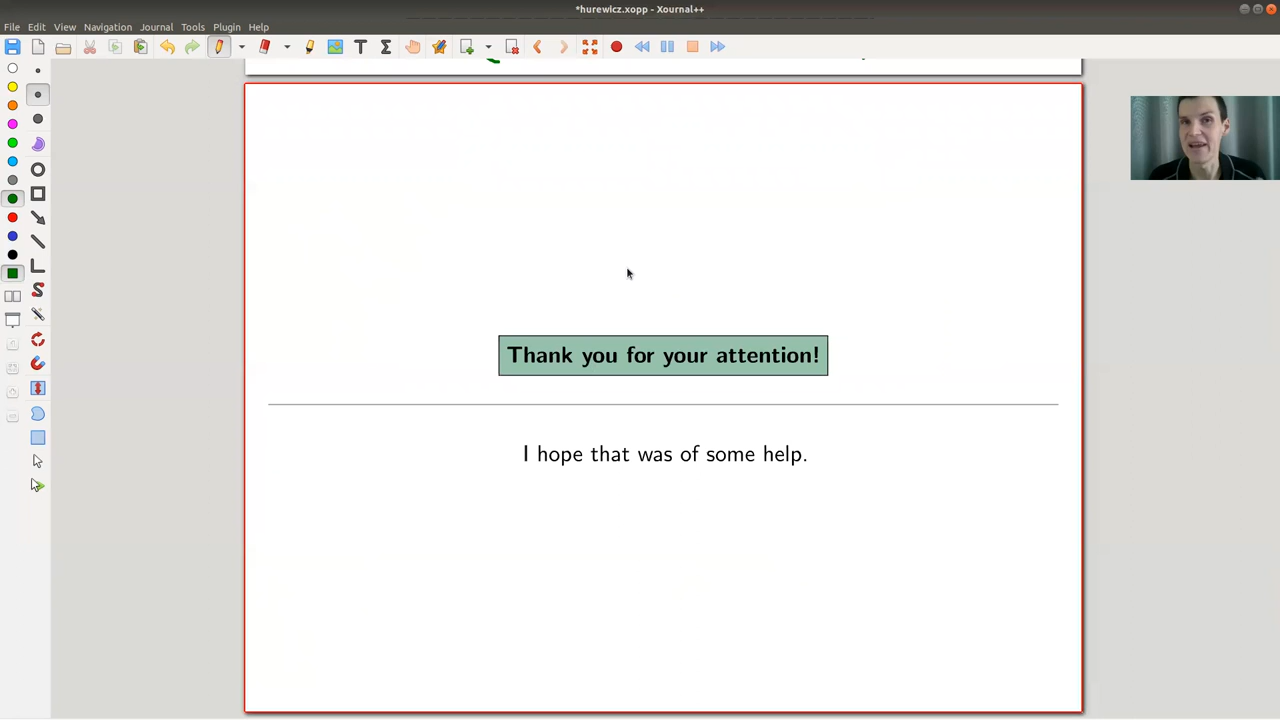 *hurewicz.xopp - Xournal++
File Edit View Navigation Journal Tools Plugin Help
Thank you for your attention!
I hope that was of some help.